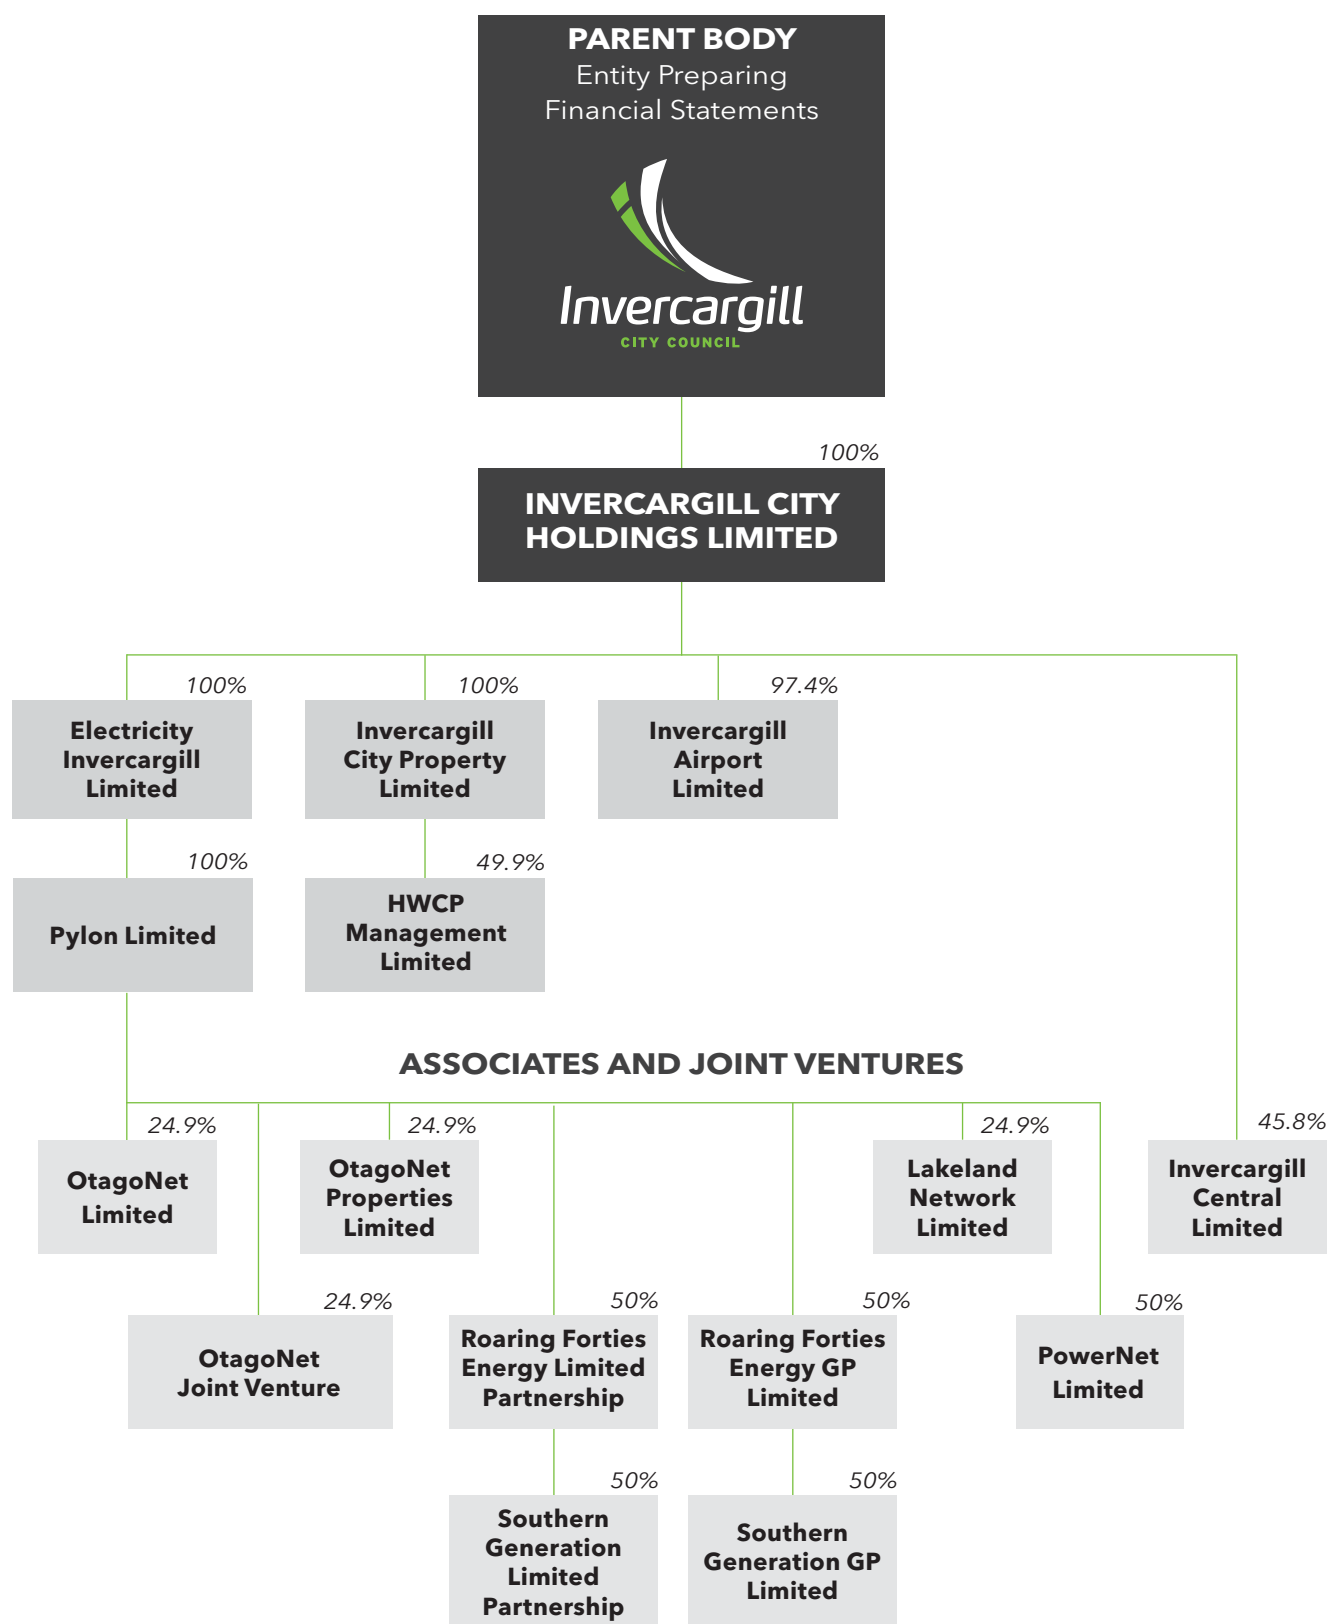 PARENT BODY
Entity Preparing
Financial Statements
Invercargill
CITY COUNCIL
100%
INVERCARGILL CITY
HOLDINGS LIMITED
100%
Electricity
Invercargill
Limited
100%
Invercargill
City Property
Limited
97.4%
Invercargill
Airport
Limited
100%
Pylon Limited
49.9%
HWCP
Management
Limited
ASSOCIATES AND JOINT VENTURES
24.9%
OtagoNet
Limited
24.9%
OtagoNet
Properties
Limited
24.9%
Lakeland
Network
Limited
45.8%
Invercargill
Central
Limited
24.9%
OtagoNet
Joint Venture
50%
Roaring Forties
Energy Limited
Partnership
50%
Roaring Forties
Energy GP
Limited
50%
PowerNet
Limited
50%
Southern
Generation
Limited
Partnership
50%
Southern
Generation GP
Limited